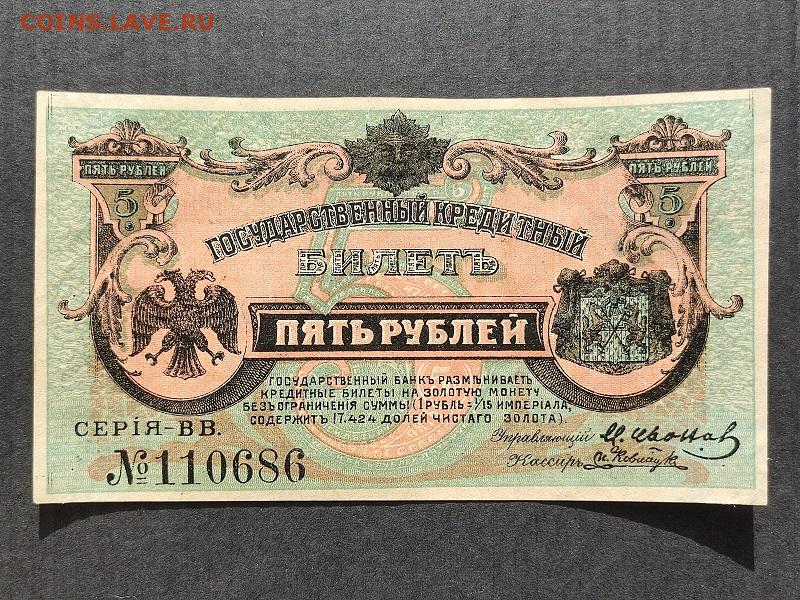 COINS.LAVE.RU
ПЯТЬ РУБЛЕЙ
ПЯТЬ РУБЛЕЙ
5
5
ГОСУДАРСТВЕННЫЙ КРЕДИТНЫЙ
БИЛЕТЪ
ПЯТЬ РУБЛЕЙ
ГОСУДАРСТВЕННЫЙ БАНКЪ РАЗМѢНИВАЕТЪ
КРЕДИТНЫЕ БИЛЕТЫ НА ЗОЛОТУЮ МОНЕТУ
БЕЗЪ ОГРАНИЧЕНІЯ СУММЫ (1 РУБЛЬ = 1/15 ИМПЕРІАЛА,
СОДЕРЖИТЪ 17.424 ДОЛЕЙ ЧИСТАГО ЗОЛОТА).
СЕРІЯ-ВВ.
Управляющій
№ 110686
Кассиръ